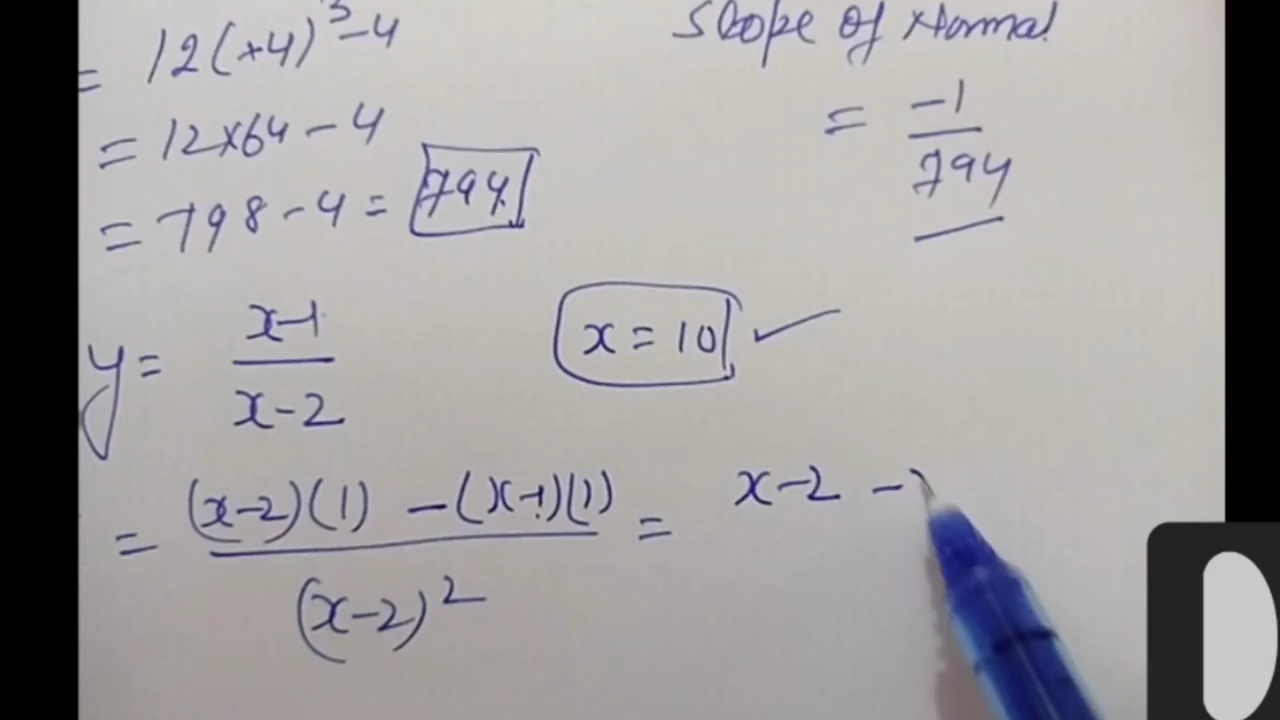 = 12(+4)³-4
= 12×64-4
= 798-4 = 794
Slope of Normal
= -1/794
y = x-1/x-2
x = 10 ✓
= (x-2)(1) -(x-1)(1)/(x-2)² = x-2 -